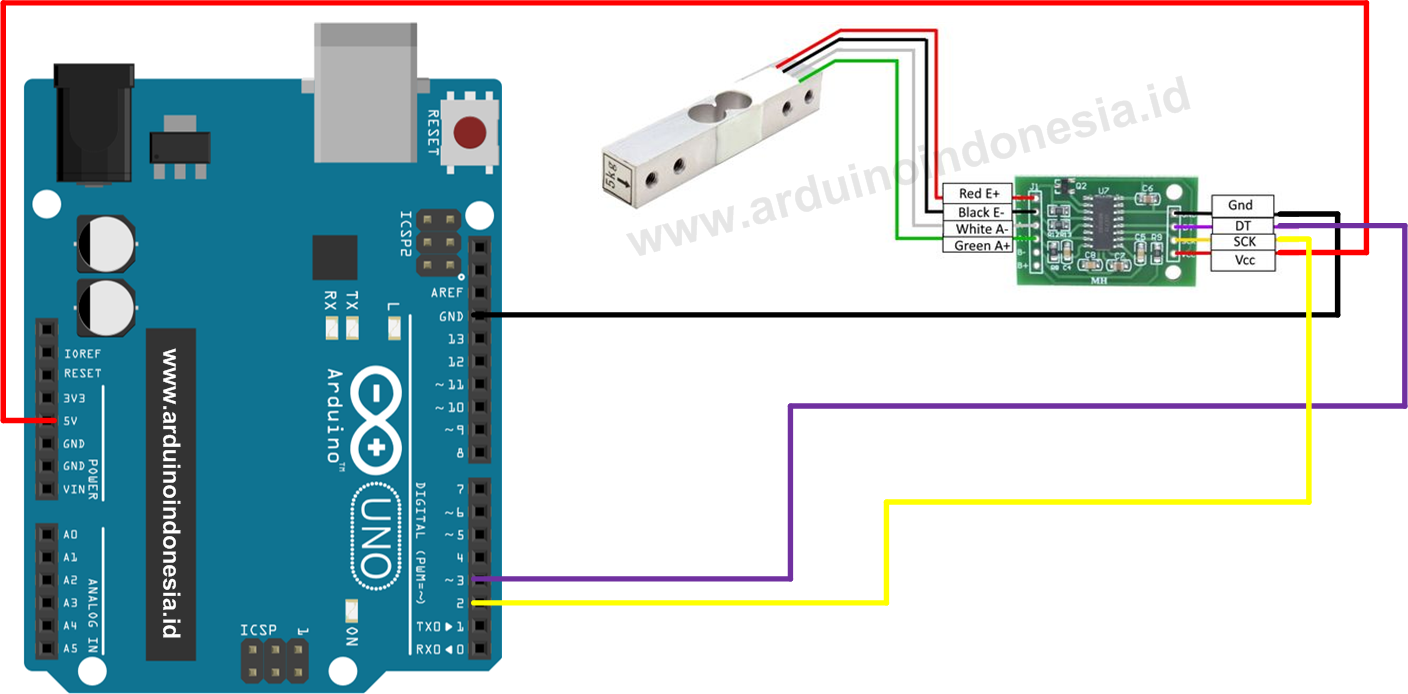 RESET
ICSP2
AREF
GND
13
12
~11
~10
~9
8
7
~6
~5
4
~3
2
TX0▶1
RX0◀0
DIGITAL (PWM=~)
RX
TX
L
Arduino™
UNO
ON
ICSP
1
IOREF
RESET
3V3
5V
GND
GND
VIN
POWER
A0
A1
A2
A3
A4
A5
ANALOG IN
www.arduinoindonesia.id
5kg
www.arduinoindonesia.id
Red E+
Black E-
White A-
Green A+
J1
Q2
U7
C6
B-
B+
C5
R9
C8
C7
MH
Gnd
DT
SCK
Vcc